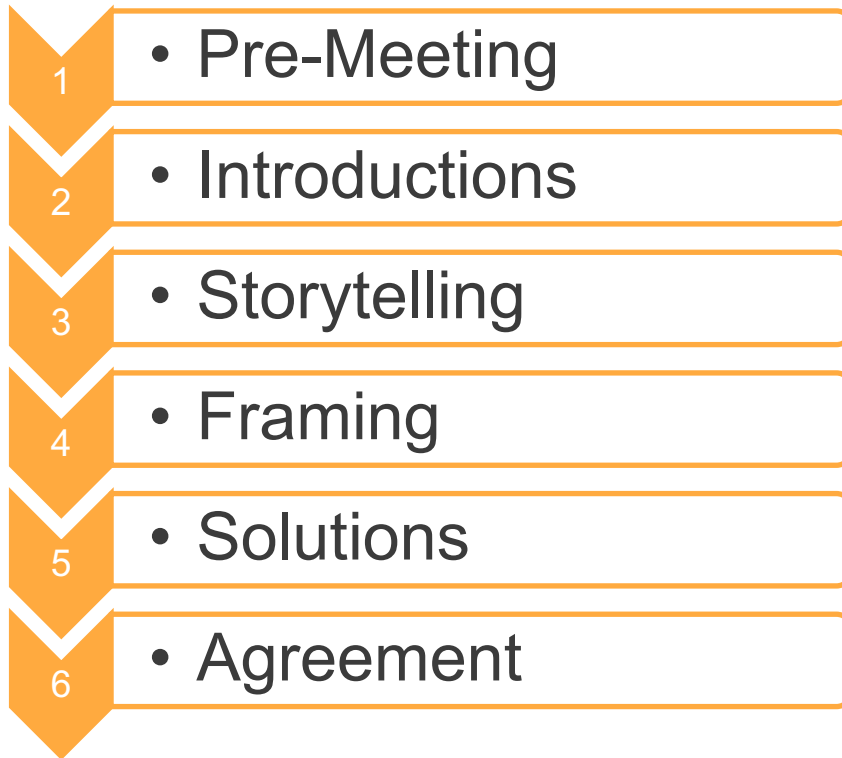 1
• Pre-Meeting
2
• Introductions
3
• Storytelling
4
• Framing
5
• Solutions
6
• Agreement